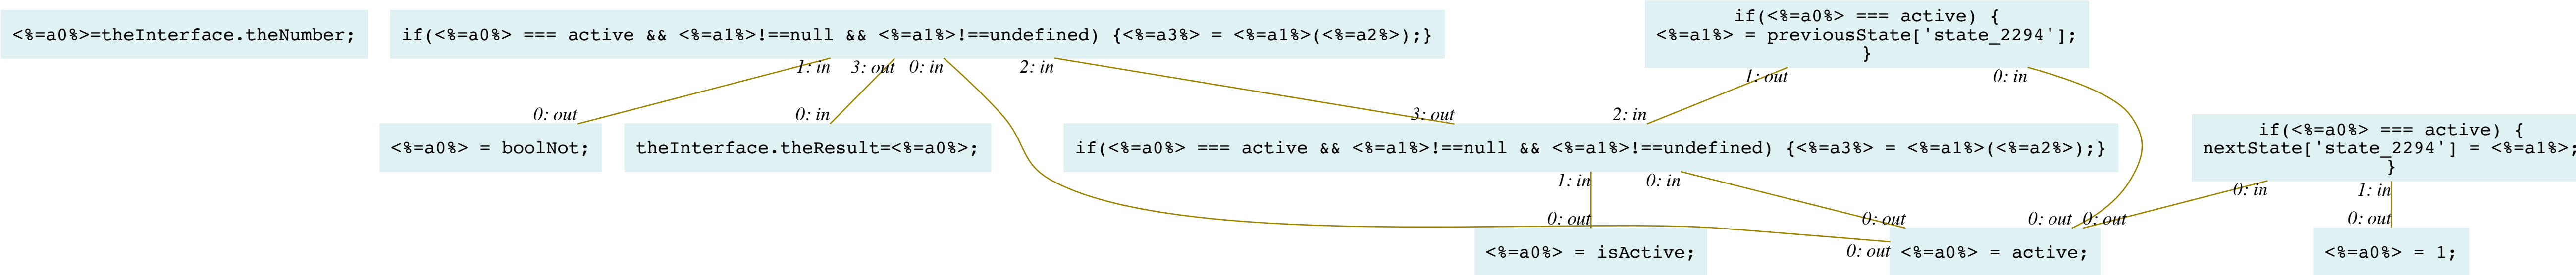 <%=a0%>=theInterface.theNumber;
if(<%=a0%> === active && <%=a1%>!==null && <%=a1%>!==undefined) {<%=a3%> = <%=a1%>(<%=a2%>);}
if(<%=a0%> === active) {
<%=a1%> = previousState['state_2294'];
}
1: in
3: out
0: in
2: in
1: out
0: in
0: out
0: in
3: out
2: in
<%=a0%> = boolNot;
theInterface.theResult=<%=a0%>;
if(<%=a0%> === active && <%=a1%>!==null && <%=a1%>!==undefined) {<%=a3%> = <%=a1%>(<%=a2%>);}
if(<%=a0%> === active) {
nextState['state_2294'] = <%=a1%>;
}
1: in
0: in
0: in
1: in
0: out
0: out
0: out
0: out
0: out
0: out
<%=a0%> = isActive;
<%=a0%> = active;
<%=a0%> = 1;